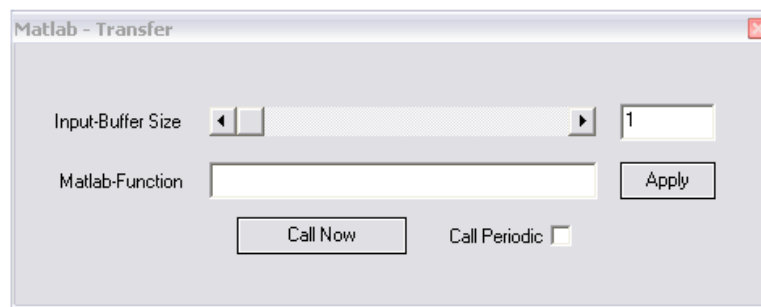 Matlab - Transfer
Input-Buffer Size 1
Matlab-Function Apply
Call Now Call Periodic